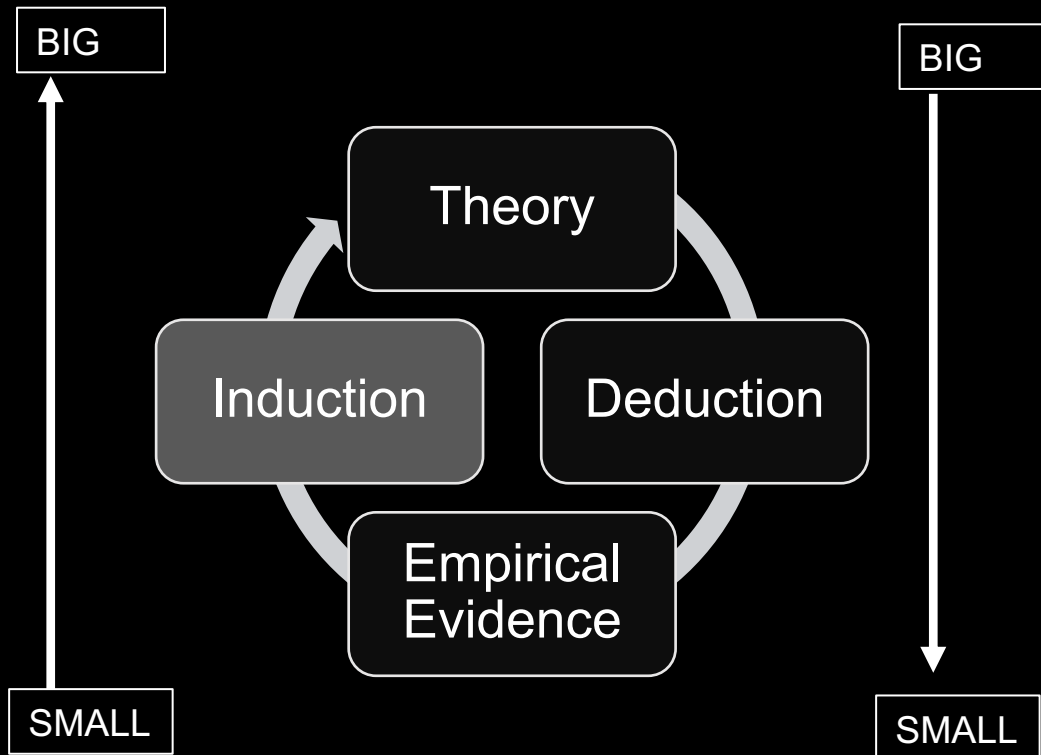 BIG
BIG
Theory
Induction
Deduction
Empirical
Evidence
SMALL
SMALL